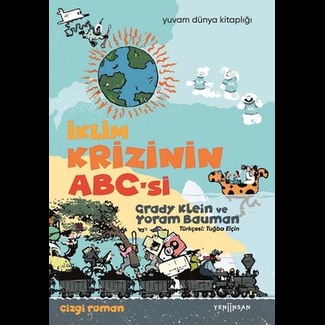 yuvam dünya kitaplığı
İKLİM
KRİZİNİN
ABC'Sİ
Grady Klein ve
Yoram Bauman
Türkçesi: Tuğba Elçin
çizgi roman
YENİİNSAN